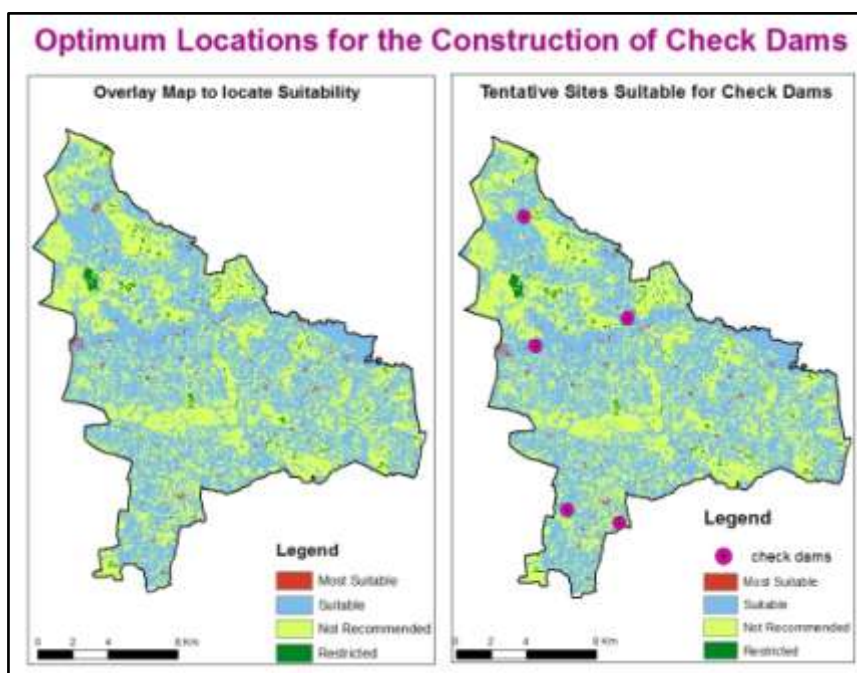 Optimum Locations for the Construction of Check Dams
Overlay Map to locate Suitability
Legend
Most Suitable
Suitable
Not Recommended
Restricted
0 2 4 8 Km
Tentative Sites Suitable for Check Dams
Legend
check dams
Most Suitable
Suitable
Not Recommended
Restricted
0 2 4 8 Km